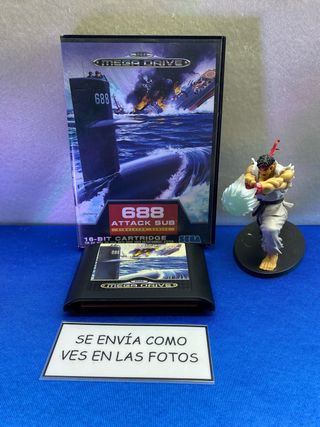 MEGA DRIVE
688
688
ATTACK SUB
16-BIT CARTRIDGE
SEGA
MEGA DRIVE
SE ENVÍA COMO
VES EN LAS FOTOS